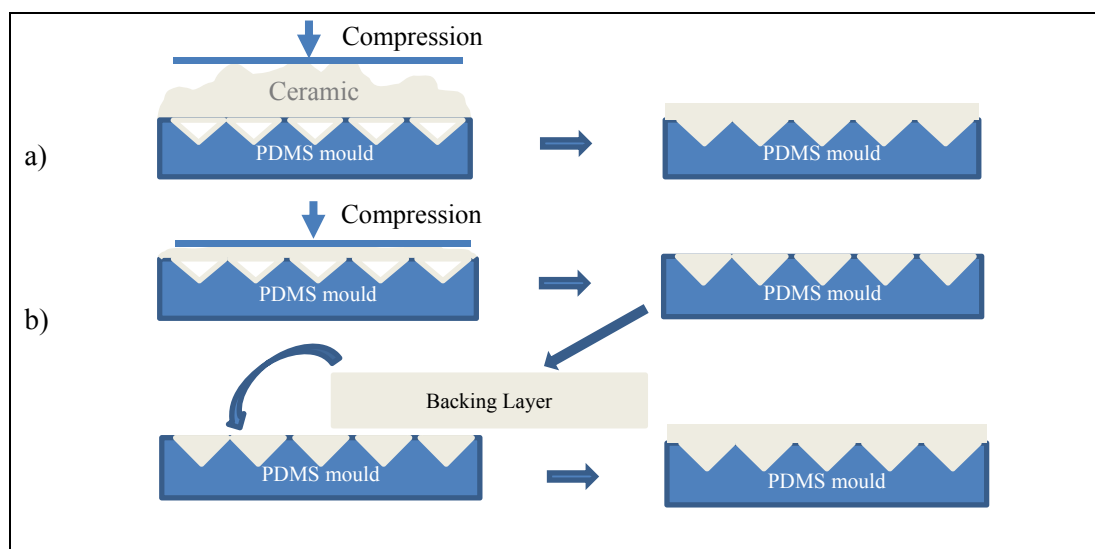 Compression
Ceramic
PDMS mould
PDMS mould
a)
Compression
PDMS mould
PDMS mould
b)
Backing Layer
PDMS mould
PDMS mould